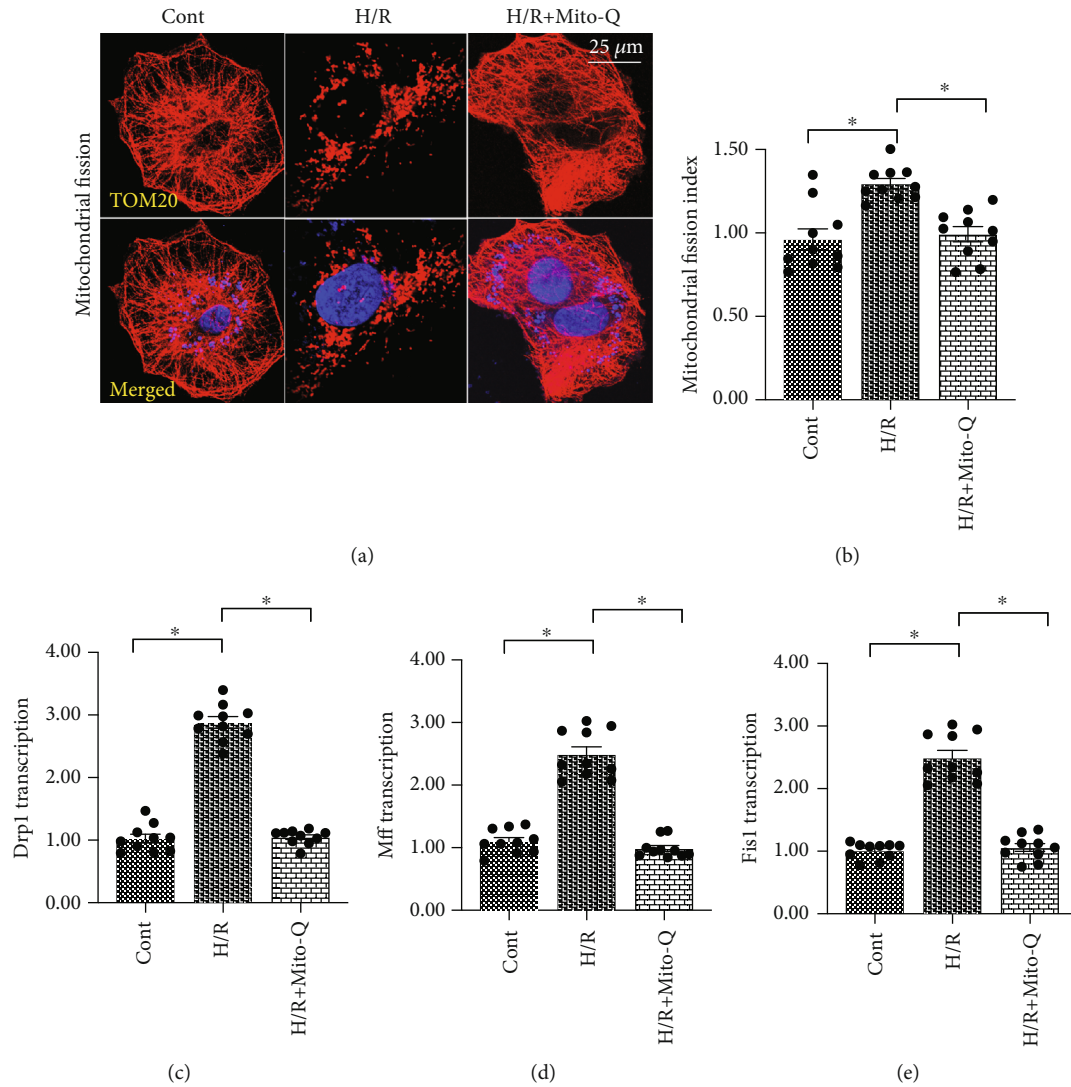 Cont
H/R
H/R+Mito-Q
25 μm
Mitochondrial fission
TOM20
Merged
(a)
*
*
Mitochondrial fission index
1.50
1.00
0.50
0.00
Cont
H/R
H/R+Mito-Q
(b)
*
*
Drp1 transcription
4.00
3.00
2.00
1.00
0.00
Cont
H/R
H/R+Mito-Q
(c)
*
*
Mff transcription
4.00
3.00
2.00
1.00
0.00
Cont
H/R
H/R+Mito-Q
(d)
*
*
Fis1 transcription
4.00
3.00
2.00
1.00
0.00
Cont
H/R
H/R+Mito-Q
(e)